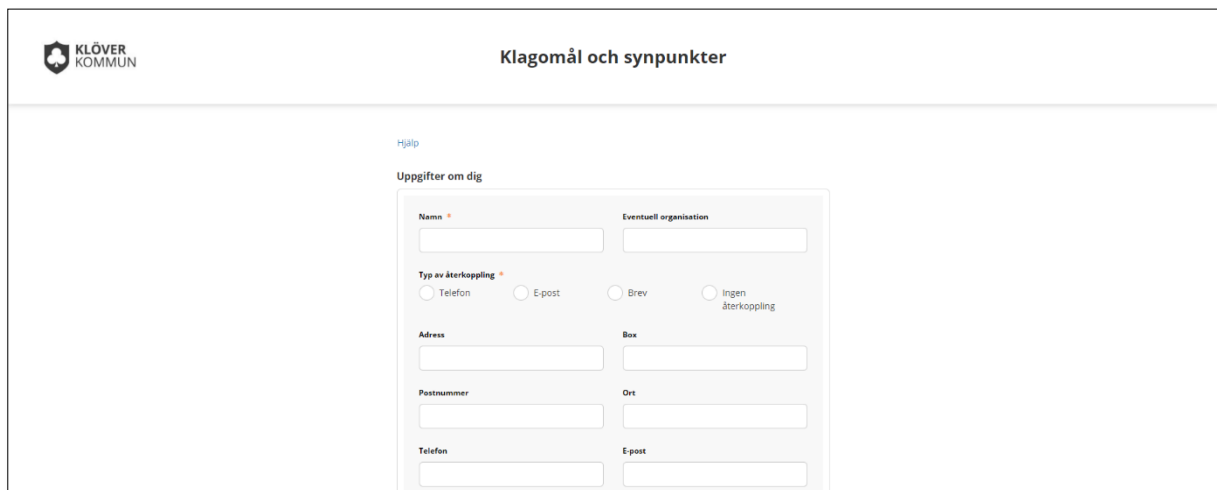 KLÖVER
KOMMUN
Klagomål och synpunkter
Hjälp
Uppgifter om dig
Namn *
Eventuell organisation
Typ av återkoppling *
Telefon
E-post
Brev
Ingen
återkoppling
Adress
Box
Postnummer
Ort
Telefon
E-post